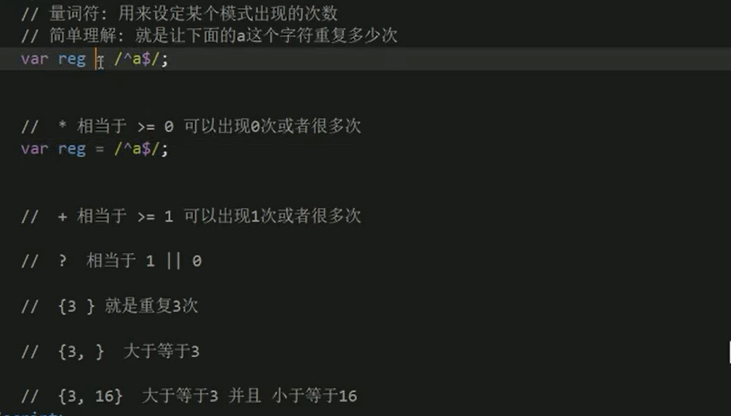 // 量词符: 用来设定某个模式出现的次数
// 简单理解: 就是让下面的a这个字符重复多少次
var reg = /^a$/;
// * 相当于 >= 0 可以出现0次或者很多次
var reg = /^a$/;
// + 相当于 >= 1 可以出现1次或者很多次
// ? 相当于 1 || 0
// {3 } 就是重复3次
// {3, } 大于等于3
// {3, 16} 大于等于3 并且 小于等于16